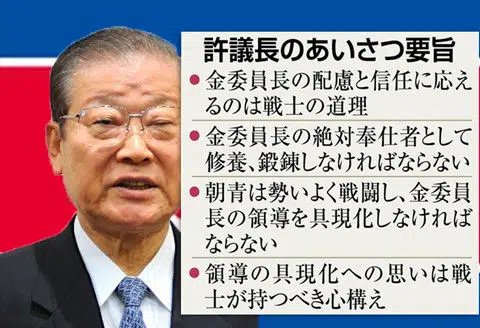 許議長のあいさつ要旨
●金委員長の配慮と信任に応え
るのは戦士の道理
●金委員長の絶対奉仕者として
修養、鍛錬しなければならない
●朝青は勢いよく戦闘し、金委員
長の領導を具現化しなければ
ならない
●領導の具現化への思いは戦
士が持つべき心構え